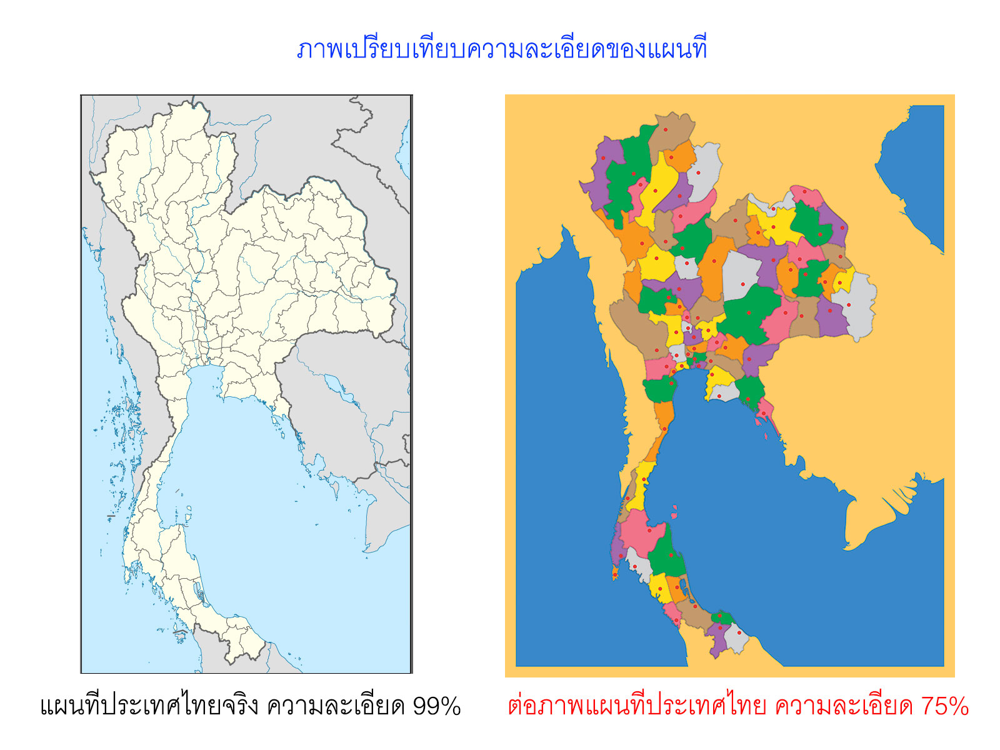 ภาพเปรียบเทียบความละเอียดของแผนที่
แผนที่ประเทศไทยจริง ความละเอียด 99%
ต่อภาพแผนที่ประเทศไทย ความละเอียด 75%